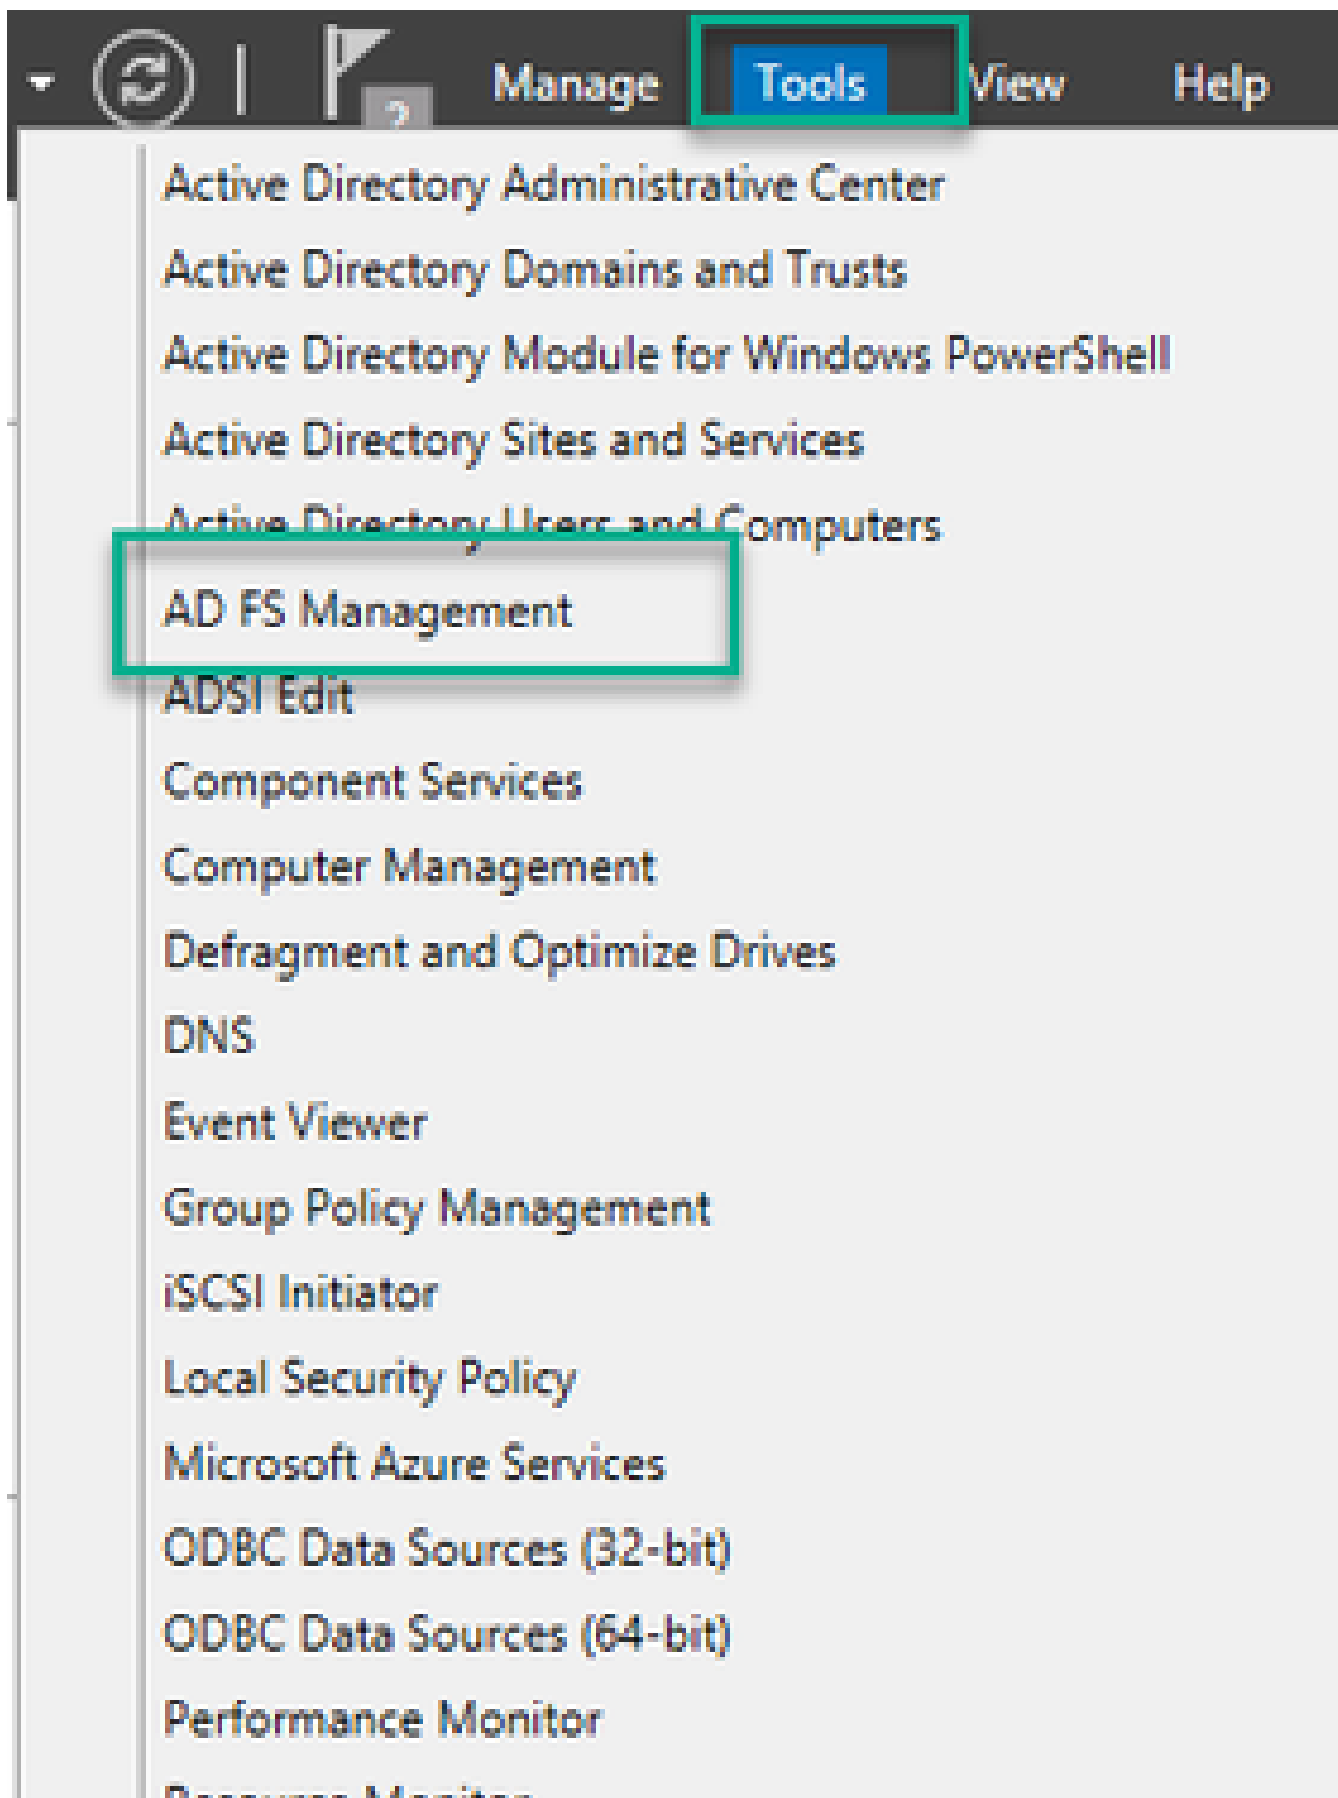 Manage Tools View Help
?
Active Directory Administrative Center
Active Directory Domains and Trusts
Active Directory Module for Windows PowerShell
Active Directory Sites and Services
Active Directory Users and Computers
AD FS Management
ADSI Edit
Component Services
Computer Management
Defragment and Optimize Drives
DNS
Event Viewer
Group Policy Management
iSCSI Initiator
Local Security Policy
Microsoft Azure Services
ODBC Data Sources (32-bit)
ODBC Data Sources (64-bit)
Performance Monitor
Resource Monitor